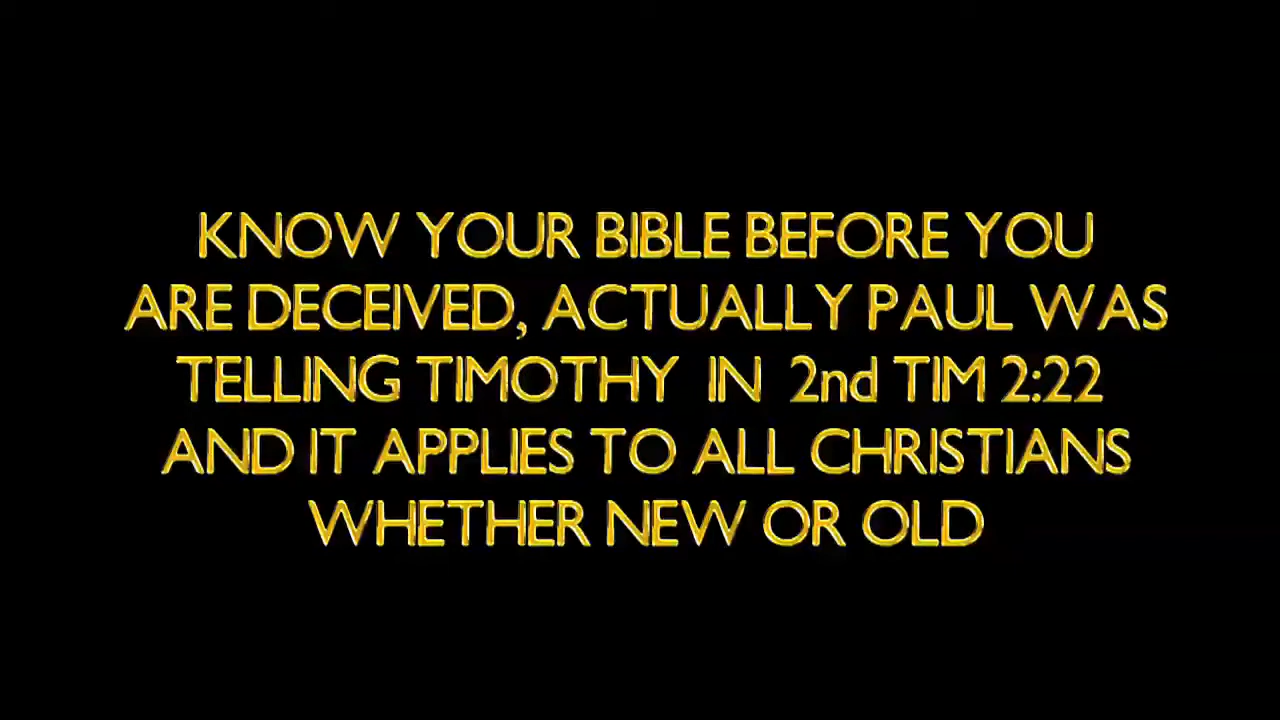 KNOW YOUR BIBLE BEFORE YOU
ARE DECEIVED, ACTUALLY PAUL WAS
TELLING TIMOTHY IN 2nd TIM 2:22
AND IT APPLIES TO ALL CHRISTIANS
WHETHER NEW OR OLD